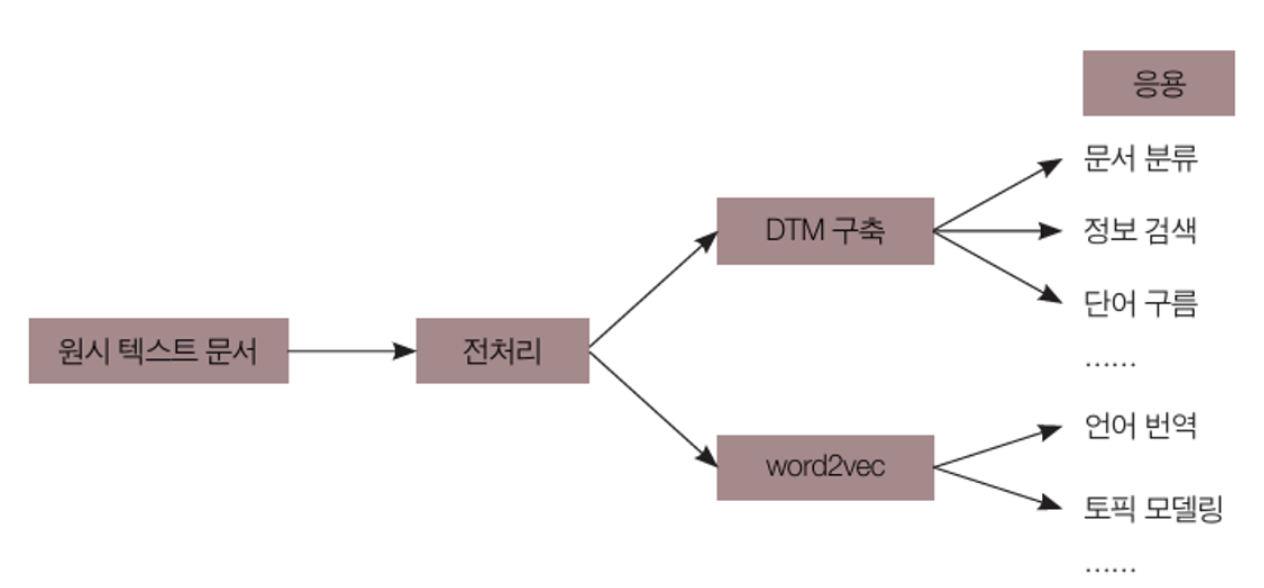 응용
문서 분류
DTM 구축
정보 검색
단어 구름
원시 텍스트 문서
전처리
……
언어 번역
word2vec
토픽 모델링
……